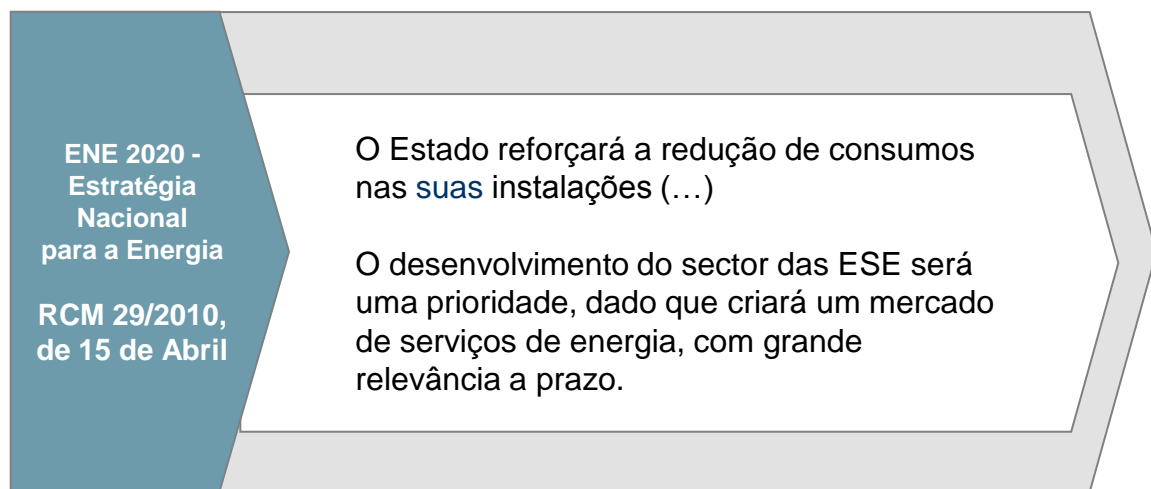 ENE 2020 -
Estratégia
Nacional
para a Energia
RCM 29/2010,
de 15 de Abril
O Estado reforçará a redução de consumos
nas suas instalações (…)
O desenvolvimento do sector das ESE será
uma prioridade, dado que criará um mercado
de serviços de energia, com grande
relevância a prazo.